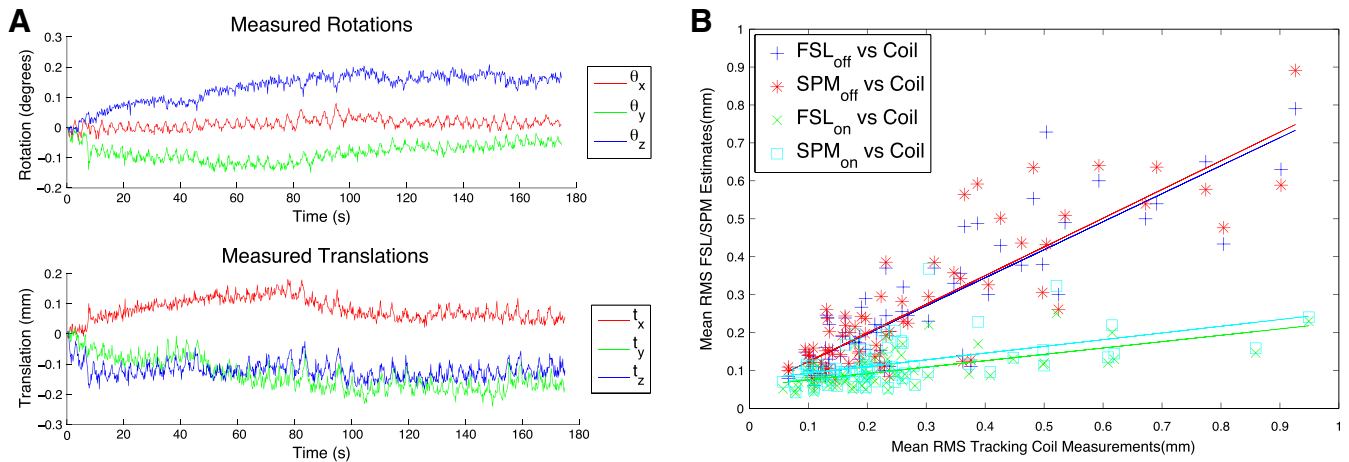 A
Measured Rotations
Rotation (degrees)
0.3
0.2
0.1
0
−0.1
−0.2
0 20 40 60 80 100 120 140 160 180
Time (s)
θx
θy
θz
Measured Translations
Translation (mm)
0.2
0.1
0
−0.1
−0.2
−0.3
0 20 40 60 80 100 120 140 160 180
Time (s)
t_x
t_y
t_z
B
Mean RMS FSL/SPM Estimates(mm)
1
0.9
0.8
0.7
0.6
0.5
0.4
0.3
0.2
0.1
0
FSLoff vs Coil
SPMoff vs Coil
FSLon vs Coil
SPMon vs Coil
0 0.1 0.2 0.3 0.4 0.5 0.6 0.7 0.8 0.9 1
Mean RMS Tracking Coil Measurements(mm)